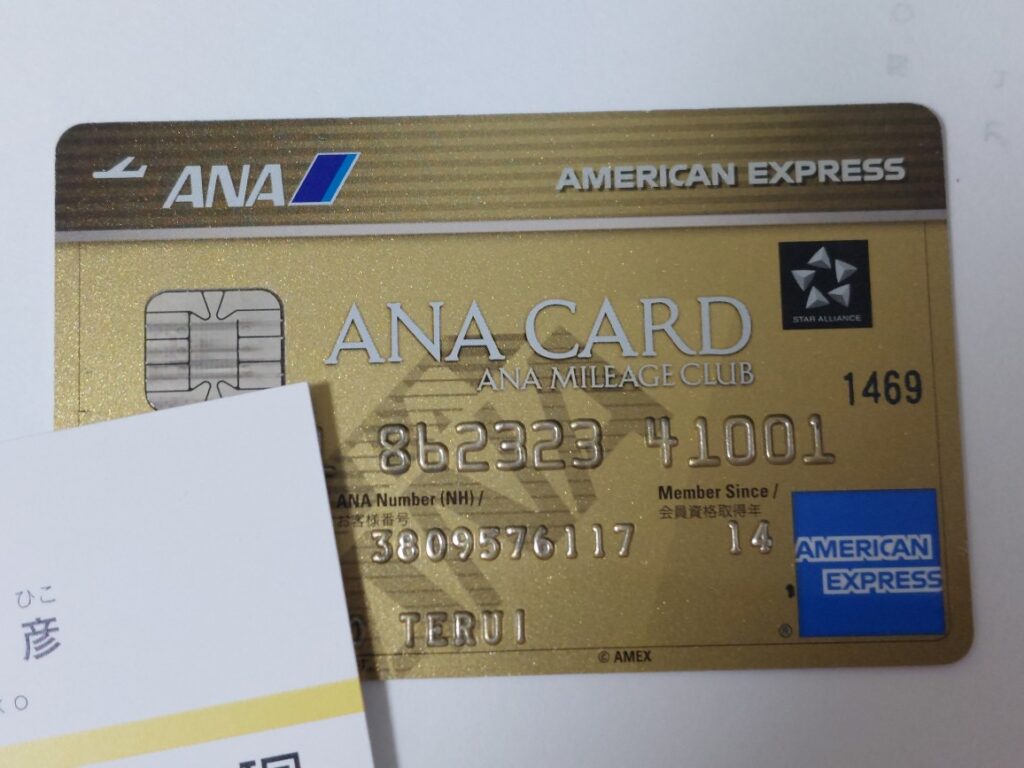 ANA AMERICAN EXPRESS
STAR ALLIANCE
ANA CARD
ANA MILEAGE CLUB
1469
862323 41001
ANA Number (NH) / Member Since /
お客様番号 会員資格取得年
3809576117 14
AMERICAN
EXPRESS
®
O TERUI
© AMEX
ひこ
彦
KO